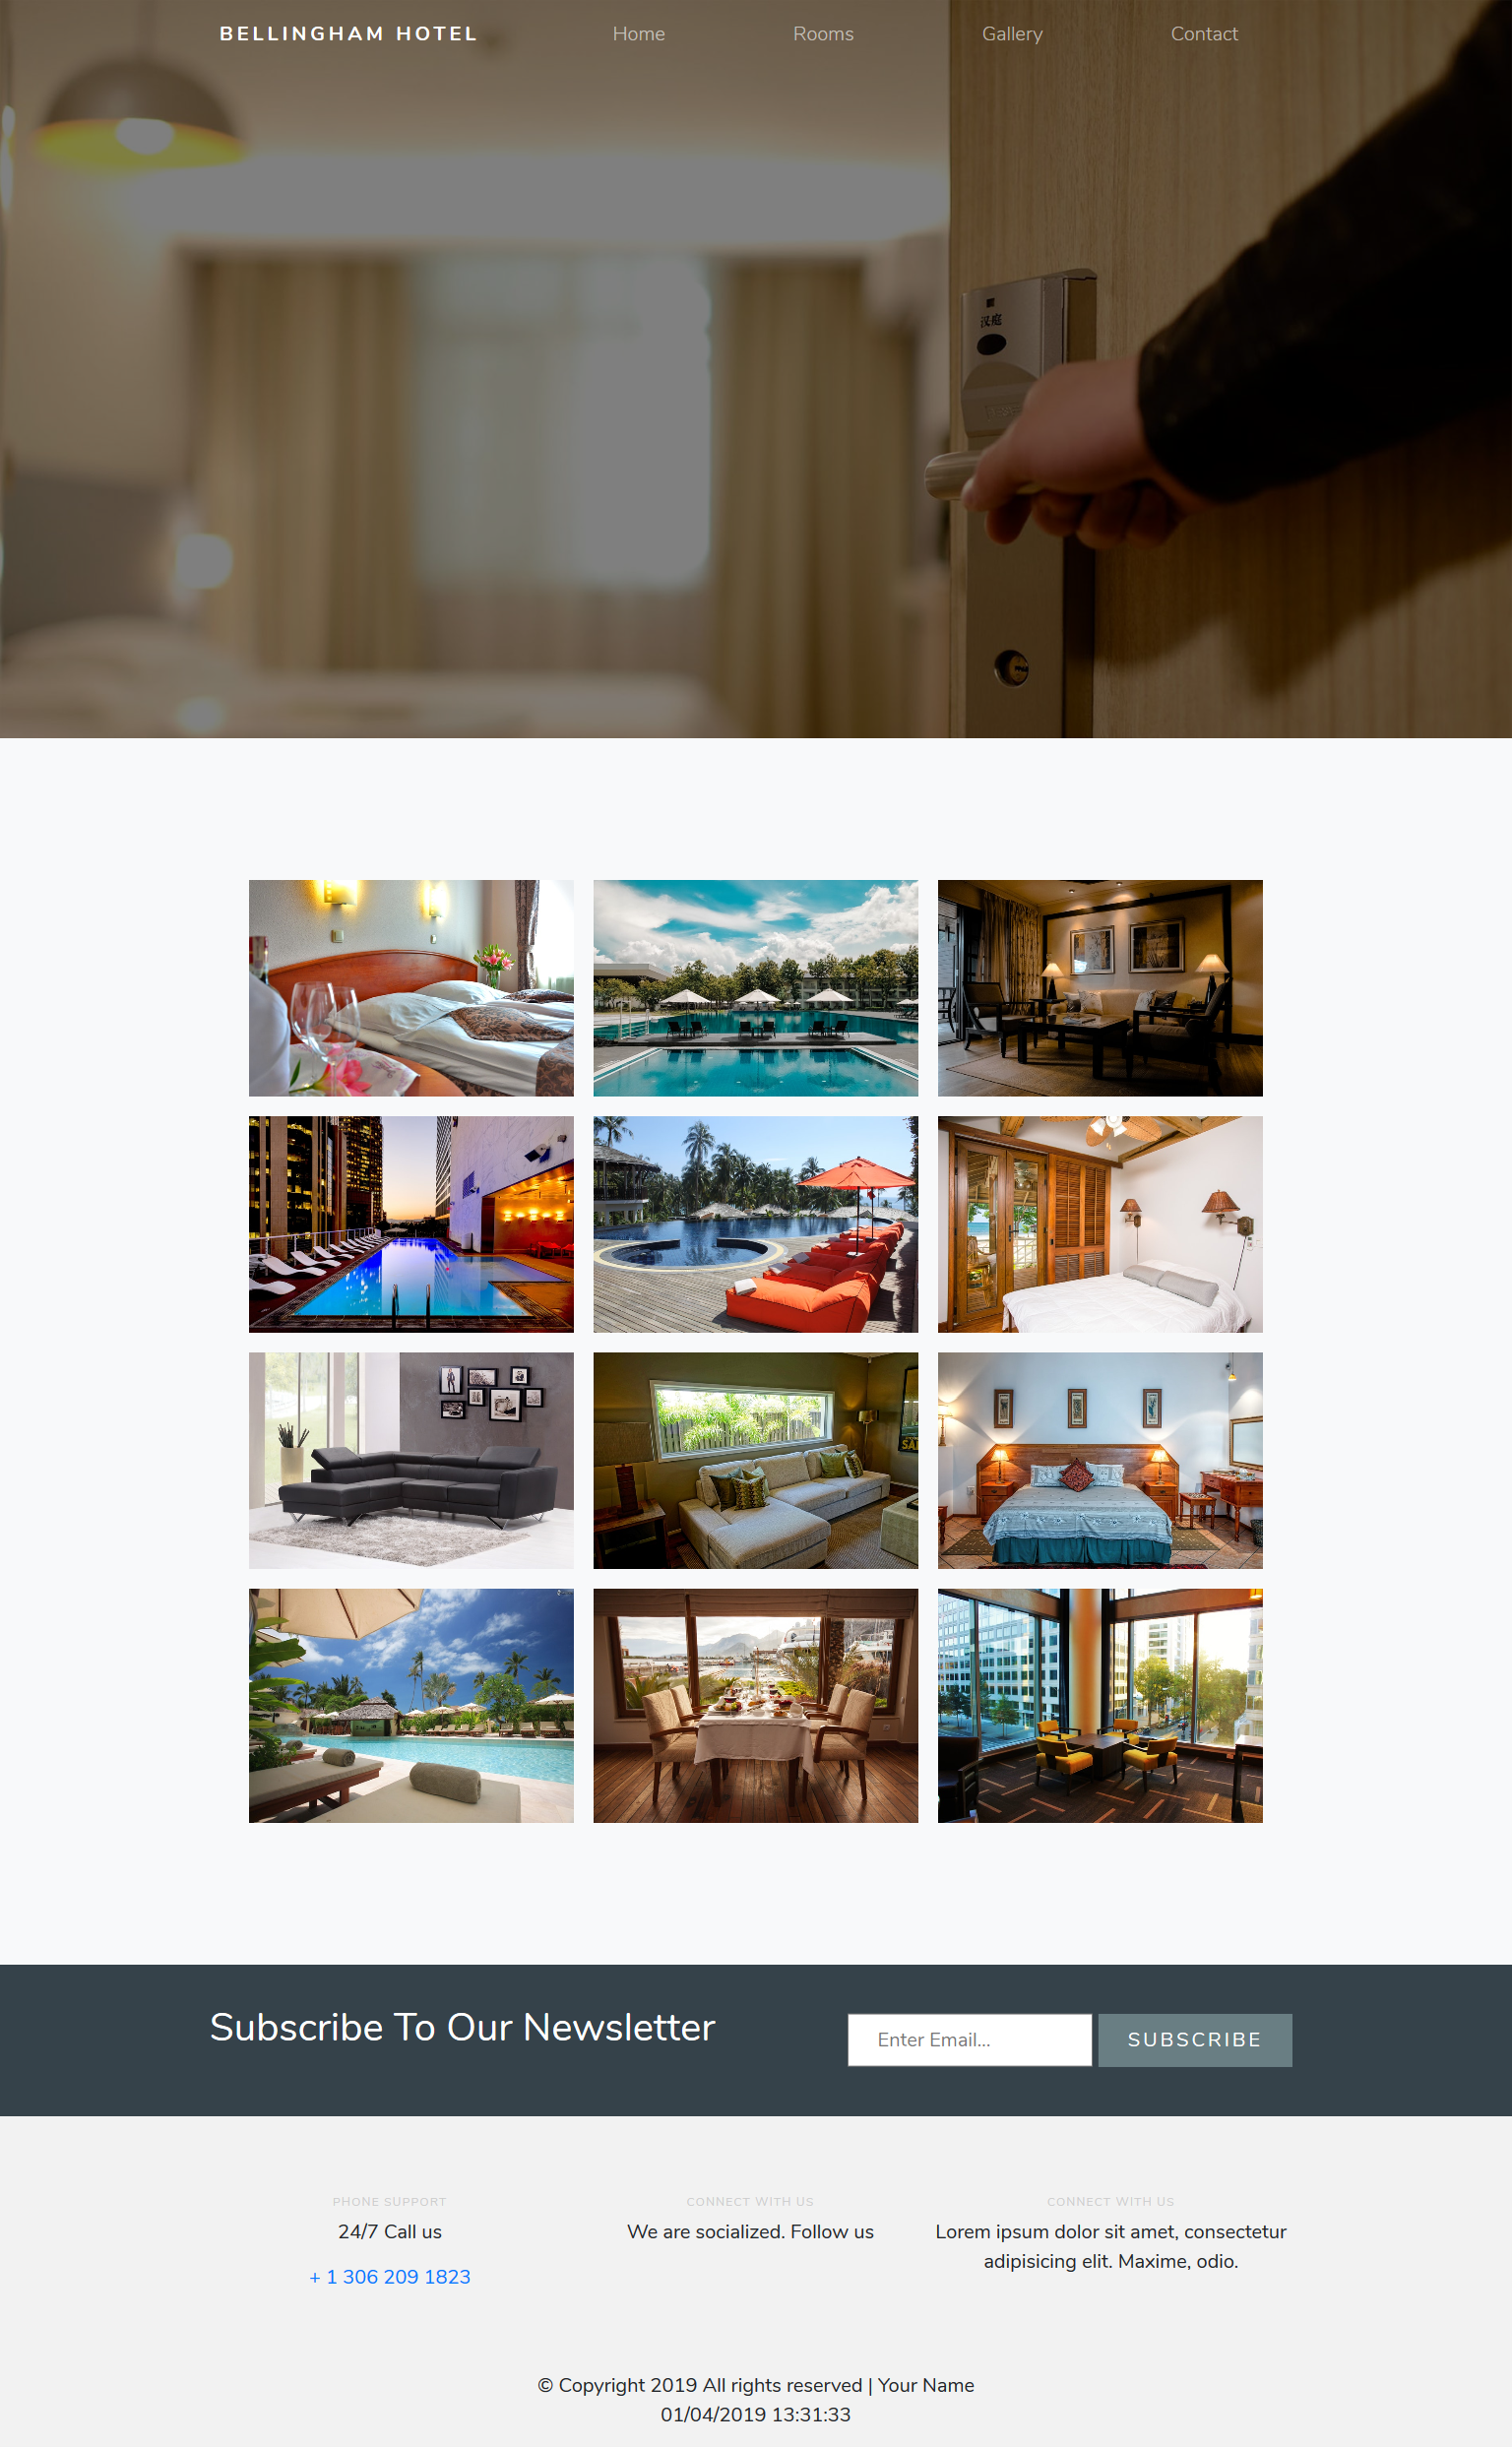 BELLINGHAM HOTEL Home Rooms Gallery Contact
汉庭
Subscribe To Our Newsletter
Enter Email...
SUBSCRIBE
PHONE SUPPORT
24/7 Call us
+ 1 306 209 1823
CONNECT WITH US
We are socialized. Follow us
CONNECT WITH US
Lorem ipsum dolor sit amet, consectetur
adipisicing elit. Maxime, odio.
© Copyright 2019 All rights reserved | Your Name
01/04/2019 13:31:33